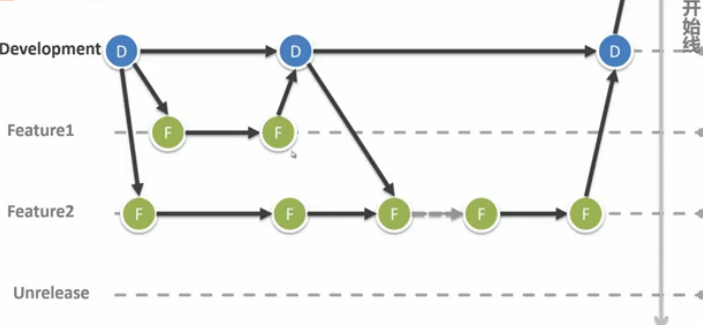 Development D D D
Feature1 F F
Feature2 F F F F F
Unrelease
开始线